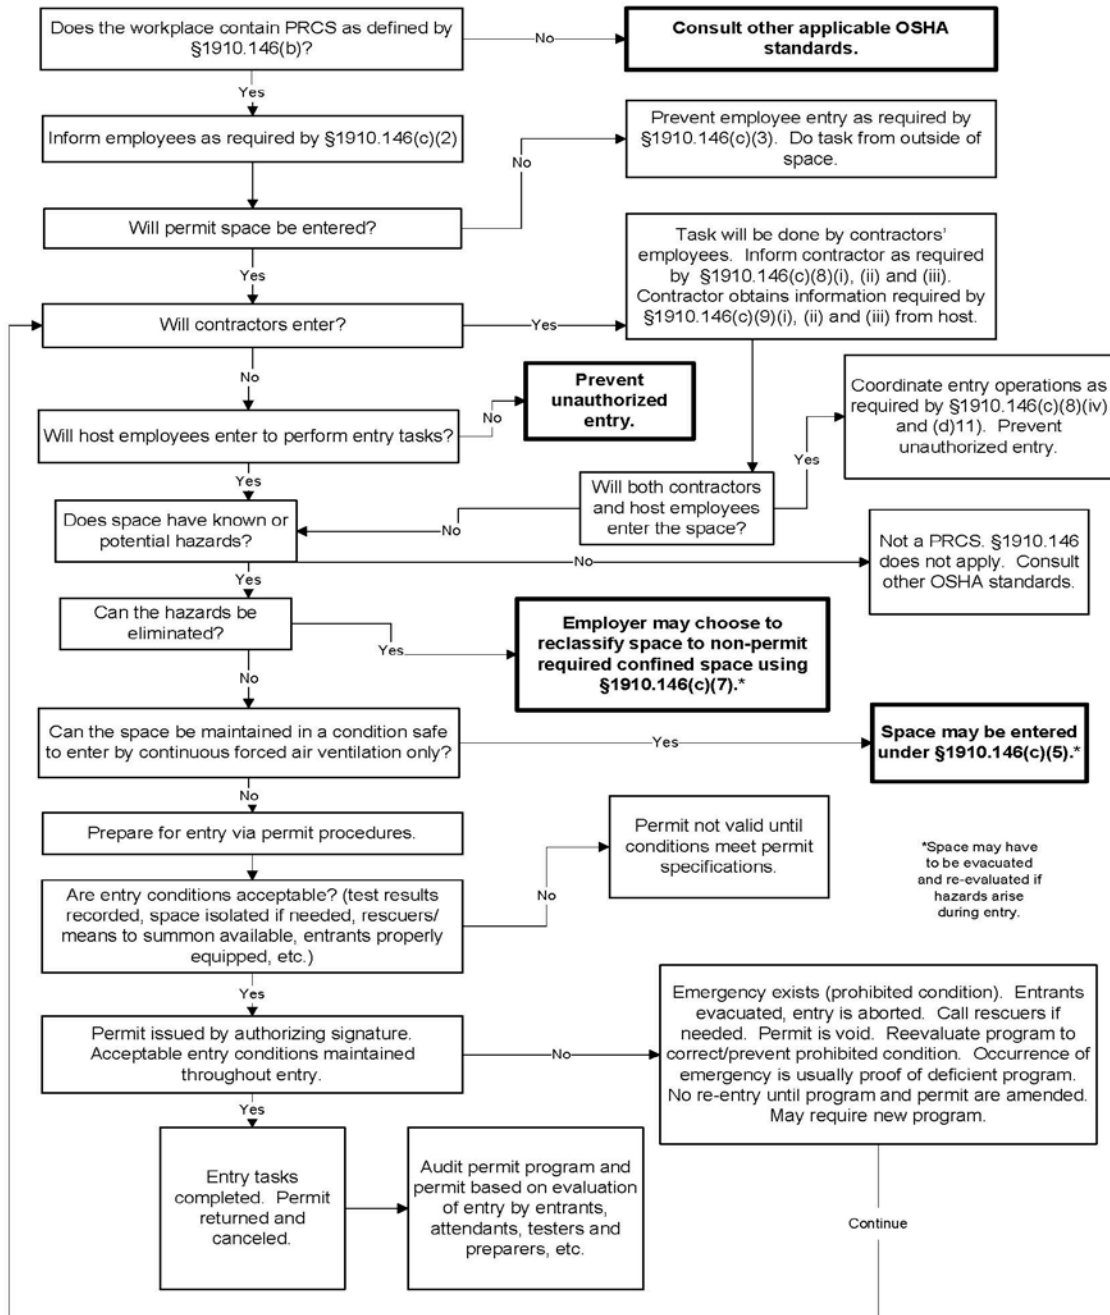 Does the workplace contain PRCS as defined by
§1910.146(b)?
No
Consult other applicable OSHA
standards.
Yes
Inform employees as required by §1910.146(c)(2)
No
Prevent employee entry as required by
§1910.146(c)(3). Do task from outside of
space.
Will permit space be entered?
Yes
Task will be done by contractors'
employees. Inform contractor as required
by §1910.146(c)(8)(i), (ii) and (iii).
Contractor obtains information required by
§1910.146(c)(9)(i), (ii) and (iii) from host.
Will contractors enter?
Yes
No
Prevent
unauthorized
entry.
Coordinate entry operations as
required by §1910.146(c)(8)(iv)
and (d)11). Prevent
unauthorized entry.
Will host employees enter to perform entry tasks?
No
Yes
Yes
Will both contractors
and host employees
enter the space?
No
Does space have known or
potential hazards?
No
Not a PRCS. §1910.146
does not apply. Consult
other OSHA standards.
Yes
Can the hazards be
eliminated?
Yes
Employer may choose to
reclassify space to non-permit
required confined space using
§1910.146(c)(7).*
No
Can the space be maintained in a condition safe
to enter by continuous forced air ventilation only?
Yes
Space may be entered
under §1910.146(c)(5).*
No
Prepare for entry via permit procedures.
Permit not valid until
conditions meet permit
specifications.
*Space may have
to be evacuated
and re-evaluated if
hazards arise
during entry.
Are entry conditions acceptable? (test results
recorded, space isolated if needed, rescuers/
means to summon available, entrants properly
equipped, etc.)
No
Yes
Permit issued by authorizing signature.
Acceptable entry conditions maintained
throughout entry.
No
Emergency exists (prohibited condition). Entrants
evacuated, entry is aborted. Call rescuers if
needed. Permit is void. Reevaluate program to
correct/prevent prohibited condition. Occurrence of
emergency is usually proof of deficient program.
No re-entry until program and permit are amended.
May require new program.
Yes
Entry tasks
completed. Permit
returned and
canceled.
Audit permit program and
permit based on evaluation
of entry by entrants,
attendants, testers and
preparers, etc.
Continue